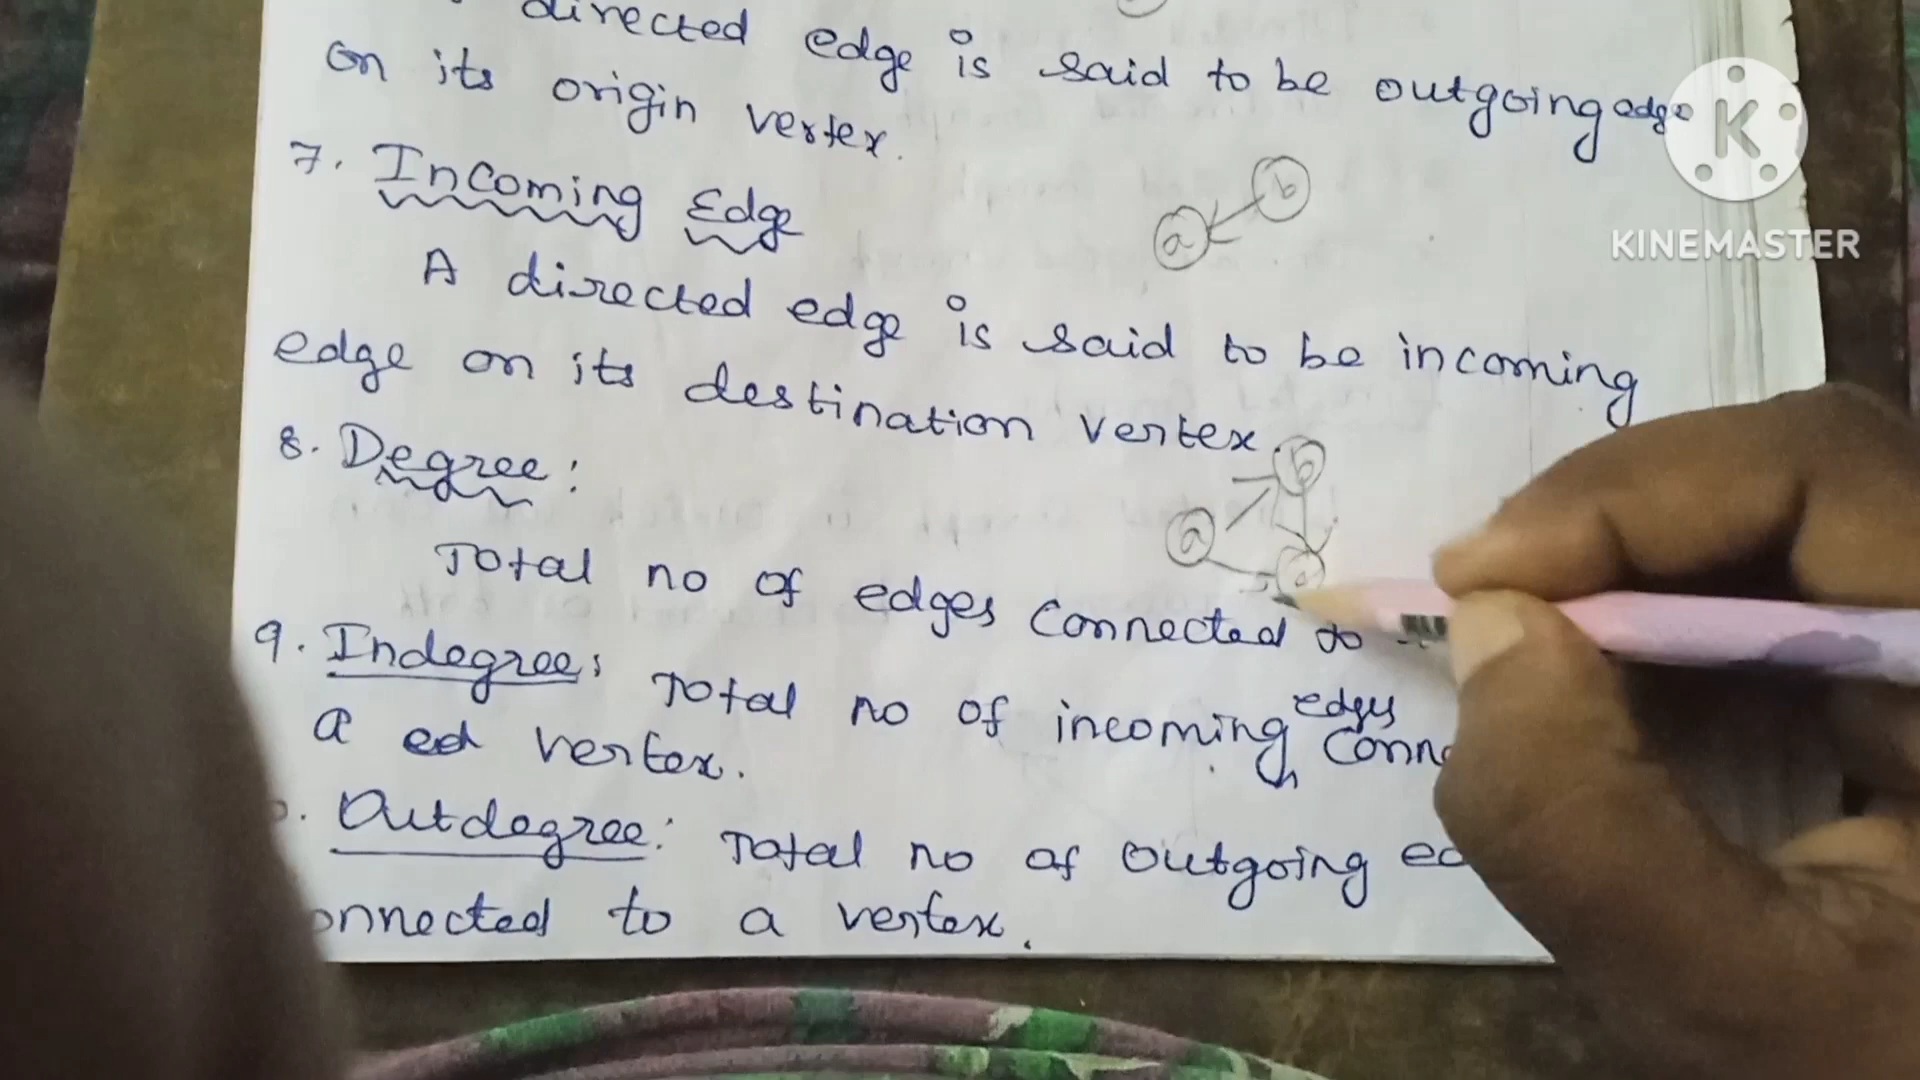 directed edge is said to be outgoing edge
on its origin vertex.
7. Incoming Edge
b
a
A directed edge is said to be incoming
edge on its destination vertex.
8. Degree:
b
a
Total no of edges connected to
9. Indegree: Total no of incoming edges conne
a ed vertex.
. Outdegree: Total no of outgoing ed
onnected to a vertex.
K
KINEMASTER